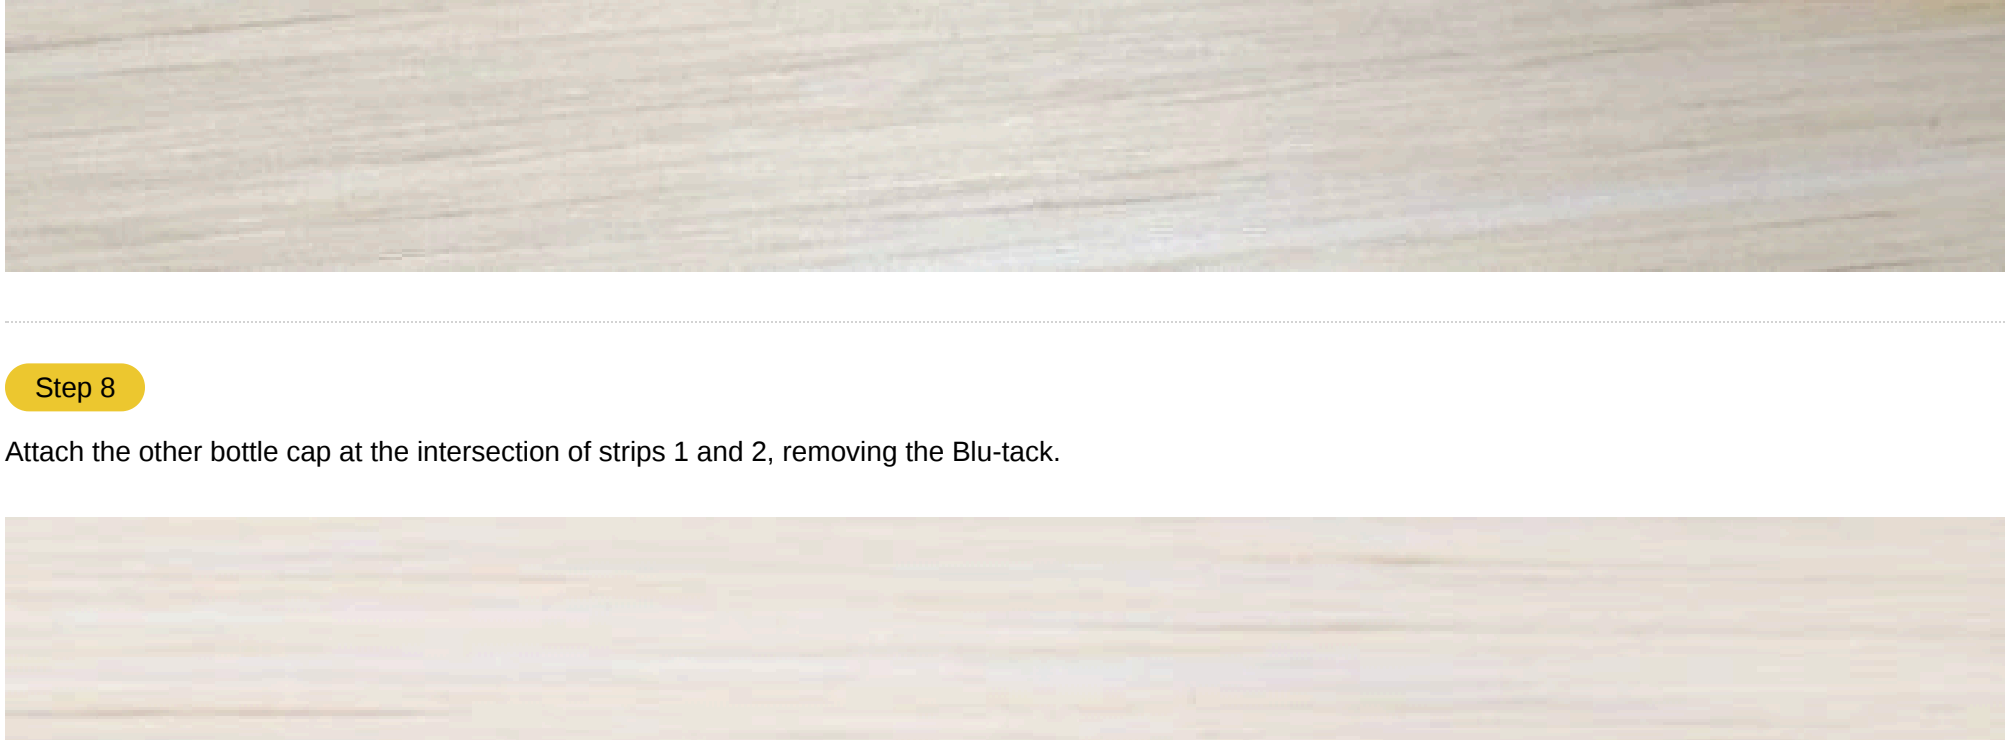 Step 8
Attach the other bottle cap at the intersection of strips 1 and 2, removing the Blu-tack.